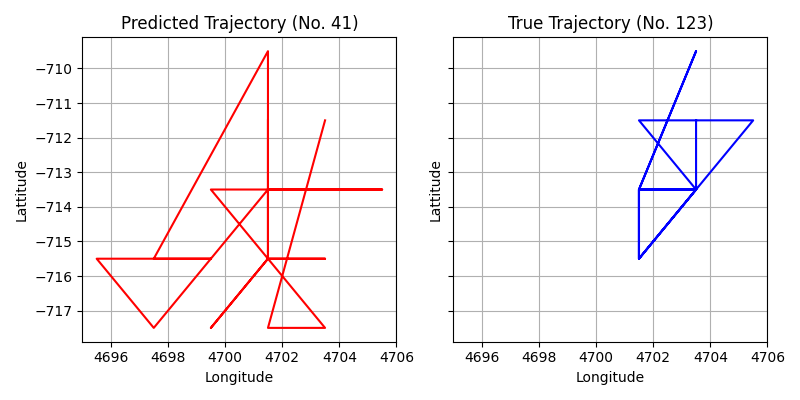 Predicted Trajectory (No. 41)
True Trajectory (No. 123)
Lattitude
−710
−711
−712
−713
−714
−715
−716
−717
4696 4698 4700 4702 4704 4706
Longitude
Lattitude
4696 4698 4700 4702 4704 4706
Longitude